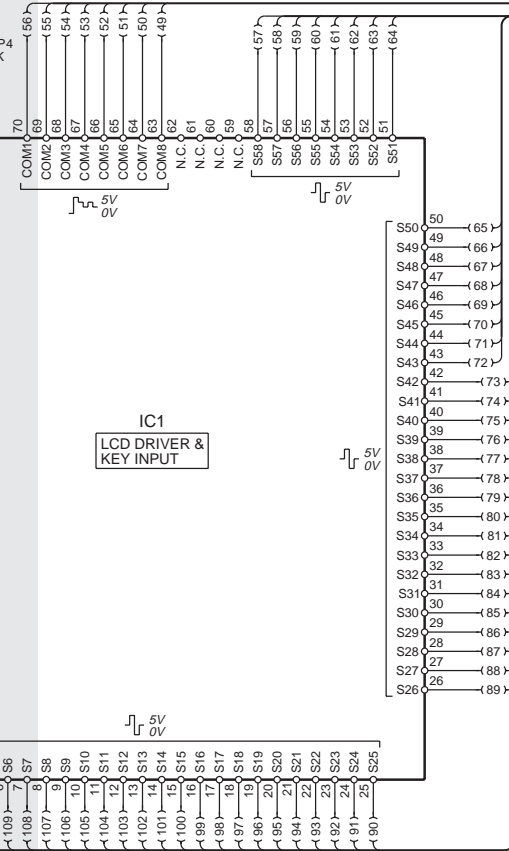 56 55 54 53 52 51 50 49 57 58 59 60 61 62 63 64
P4
K
70 69 68 67 66 65 64 63 62 61 60 59 58 57 56 55 54 53 52 51
COM1 COM2 COM3 COM4 COM5 COM6 COM7 COM8 N.C. N.C. N.C. N.C. S58 S57 S56 S55 S54 S53 S52 S51
5V 5V
0V 0V
S50 50 65
S49 49 66
S48 48 67
S47 47 68
S46 46 69
S45 45 70
S44 44 71
S43 43 72
S42 42 73
S41 41 74
S40 40 75
S39 39 76
S38 38 77
S37 37 78
S36 36 79
S35 35 80
S34 34 81
S33 33 82
S32 32 83
S31 31 84
S30 30 85
S29 29 86
S28 28 87
S27 27 88
S26 26 89
IC1
LCD DRIVER &
KEY INPUT
5V
0V
5V
0V
S6 S7 S8 S9 S10 S11 S12 S13 S14 S15 S16 S17 S18 S19 S20 S21 S22 S23 S24 S25
7 8 9 10 11 12 13 14 15 16 17 18 19 20 21 22 23 24 25
109 108 107 106 105 104 103 102 101 100 99 98 97 96 95 94 93 92 91 90